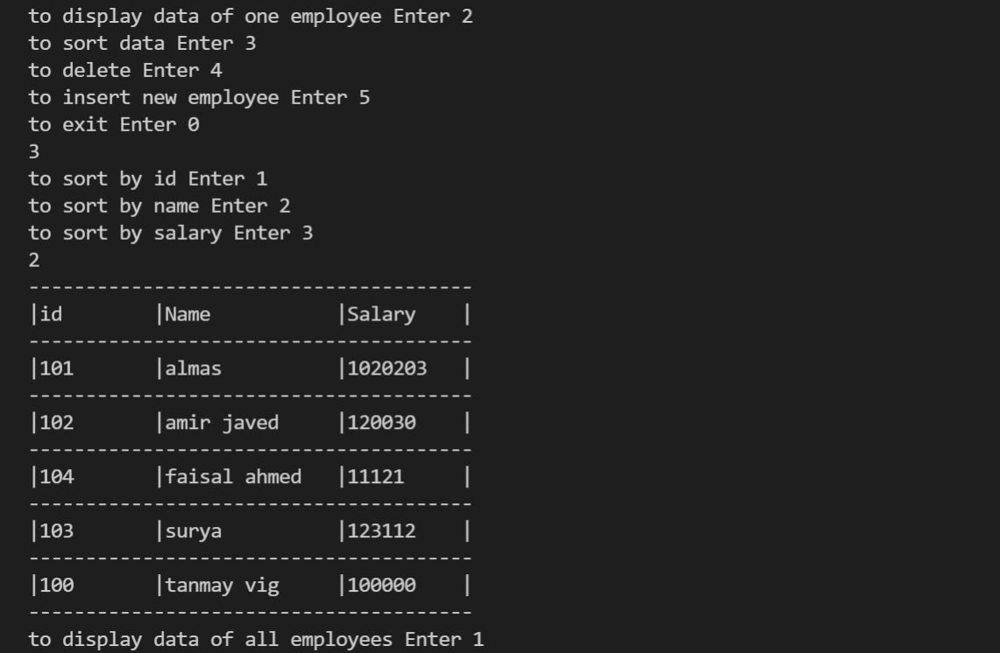 to display data of one employee Enter 2
to sort data Enter 3
to delete Enter 4
to insert new employee Enter 5
to exit Enter 0
3
to sort by id Enter 1
to sort by name Enter 2
to sort by salary Enter 3
2
---------------------------------------
|id        |Name           |Salary    |
---------------------------------------
|101       |almas          |1020203   |
---------------------------------------
|102       |amir javed     |120030    |
---------------------------------------
|104       |faisal ahmed   |11121     |
---------------------------------------
|103       |surya          |123112    |
---------------------------------------
|100       |tanmay vig     |100000    |
---------------------------------------
to display data of all employees Enter 1